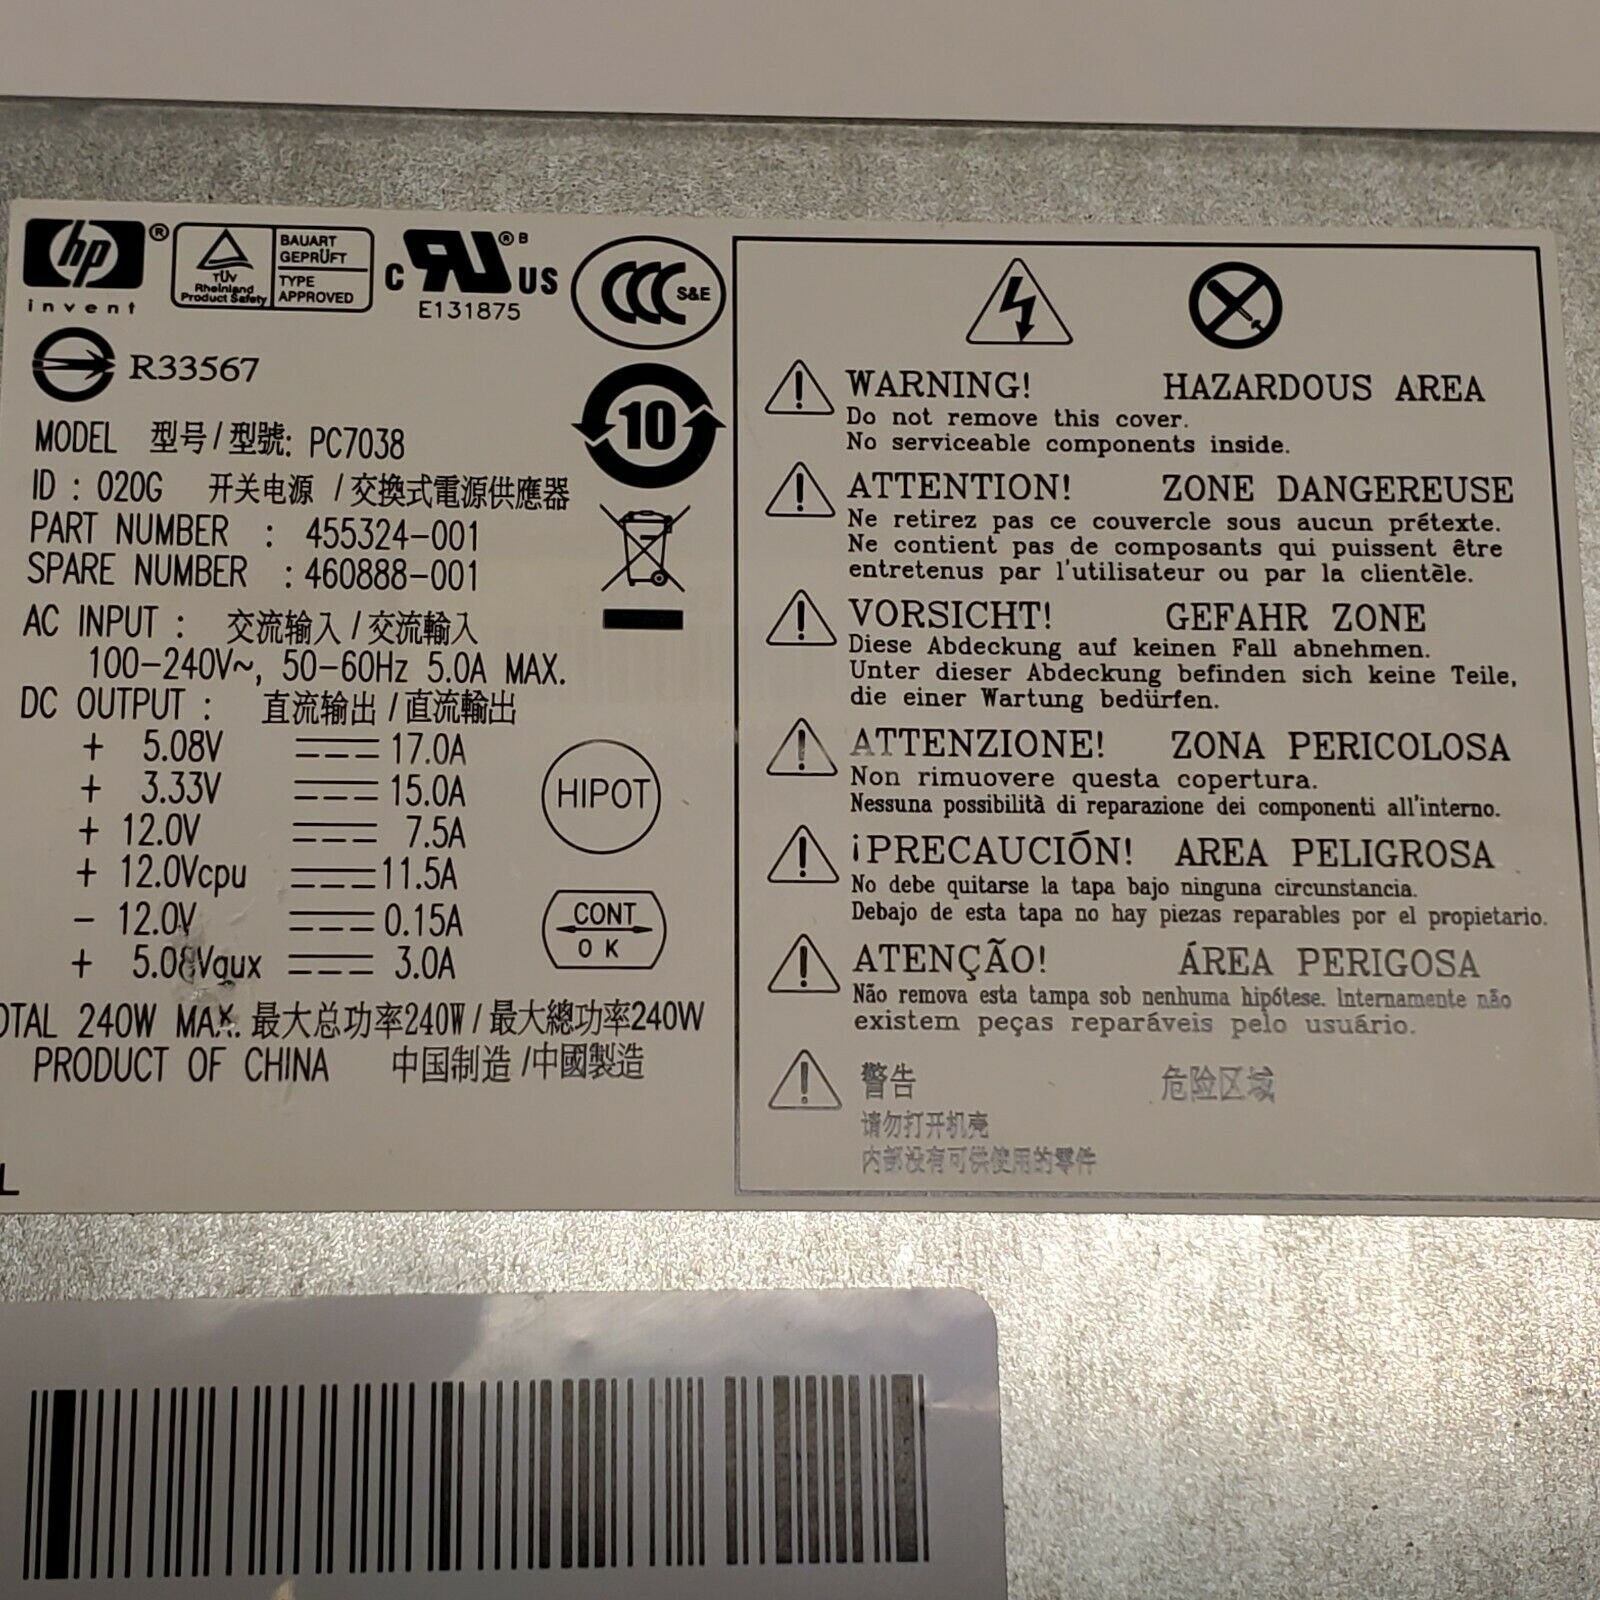 hp®
invent
TÜV
Rheinland
Product Safety
BAUART
GEPRÜFT
TYPE
APPROVED
C RU ® US B
E131875
CCC S&E
R33567
10
MODEL 型号/型號: PC7038
ID : 020G 开关电源 /交換式電源供應器
PART NUMBER : 455324-001
SPARE NUMBER : 460888-001
AC INPUT : 交流输入 / 交流輸入
100-240V~, 50-60Hz 5.0A MAX.
DC OUTPUT : 直流输出 / 直流輸出
+ 5.08V 17.0A
+ 3.33V 15.0A
+ 12.0V 7.5A
+ 12.0Vcpu 11.5A
- 12.0V 0.15A
+ 5.08Vaux 3.0A
HIPOT
CONT
OK
OTAL 240W MAX. 最大总功率240W / 最大總功率240W
PRODUCT OF CHINA 中国制造 /中國製造
L
WARNING! HAZARDOUS AREA
Do not remove this cover.
No serviceable components inside.
ATTENTION! ZONE DANGEREUSE
Ne retirez pas ce couvercle sous aucun prétexte.
Ne contient pas de composants qui puissent être
entretenus par l'utilisateur ou par la clientèle.
VORSICHT! GEFAHR ZONE
Diese Abdeckung auf keinen Fall abnehmen.
Unter dieser Abdeckung befinden sich keine Teile,
die einer Wartung bedürfen.
ATTENZIONE! ZONA PERICOLOSA
Non rimuovere questa copertura.
Nessuna possibilità di reparazione dei componenti all'interno.
¡PRECAUCIÓN! AREA PELIGROSA
No debe quitarse la tapa bajo ninguna circunstancia.
Debajo de esta tapa no hay piezas reparables por el propietario.
ATENÇÃO! ÁREA PERIGOSA
Não remova esta tampa sob nenhuma hipótese. Internamente não
existem peças reparáveis pelo usuário.
警告 危险区域
请勿打开机壳
内部没有可供使用的零件